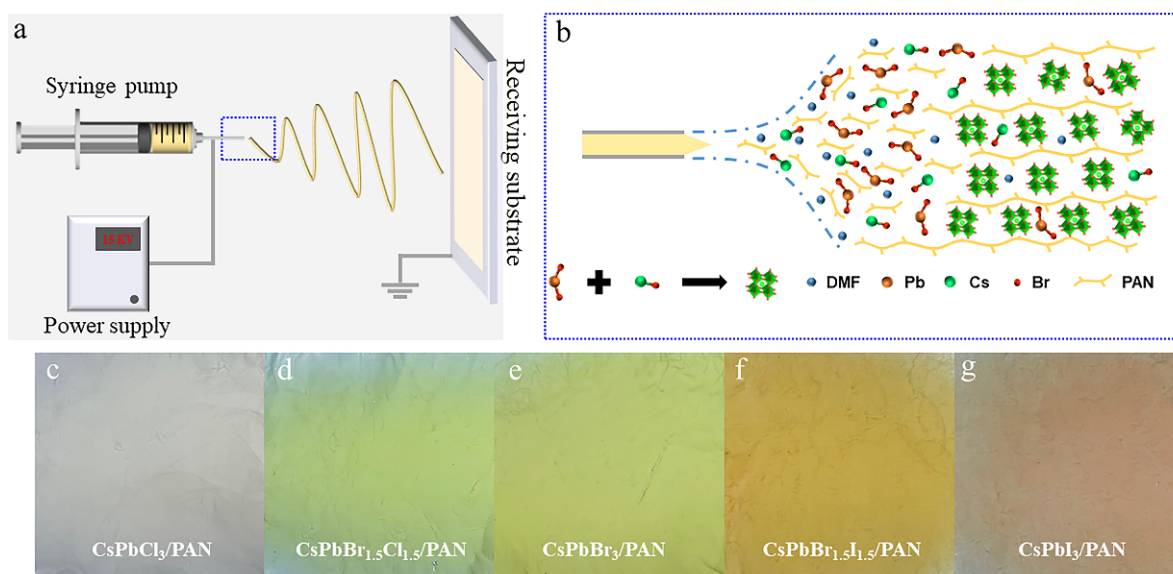 a
Syringe pump
15 KV
Power supply
Receiving substrate
b
DMF Pb Cs Br PAN
c
CsPbCl₃/PAN
d
CsPbBr₁.₅Cl₁.₅/PAN
e
CsPbBr₃/PAN
f
CsPbBr₁.₅I₁.₅/PAN
g
CsPbI₃/PAN